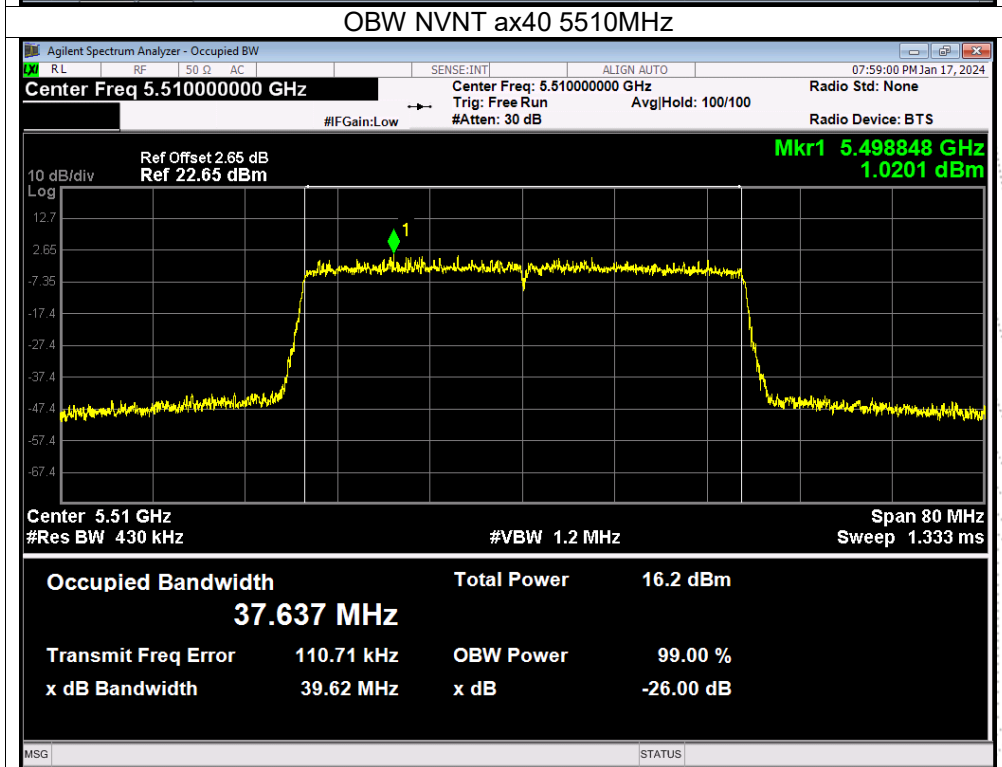 OBW NVNT ax40 5510MHz
Agilent Spectrum Analyzer - Occupied BW
LXI RL RF 50 Ω AC SENSE:INT ALIGN AUTO 07:59:00 PM Jan 17, 2024
Center Freq 5.510000000 GHz Center Freq: 5.510000000 GHz Radio Std: None
Trig: Free Run Avg|Hold: 100/100
#IFGain:Low #Atten: 30 dB Radio Device: BTS
Mkr1 5.498848 GHz
1.0201 dBm
Ref Offset 2.65 dB
10 dB/div Ref 22.65 dBm
Log
12.7
1
2.65
-7.35
-17.4
-27.4
-37.4
-47.4
-57.4
-67.4
Center 5.51 GHz Span 80 MHz
#Res BW 430 kHz #VBW 1.2 MHz Sweep 1.333 ms
Occupied Bandwidth Total Power 16.2 dBm
37.637 MHz
Transmit Freq Error 110.71 kHz OBW Power 99.00 %
x dB Bandwidth 39.62 MHz x dB -26.00 dB
MSG STATUS